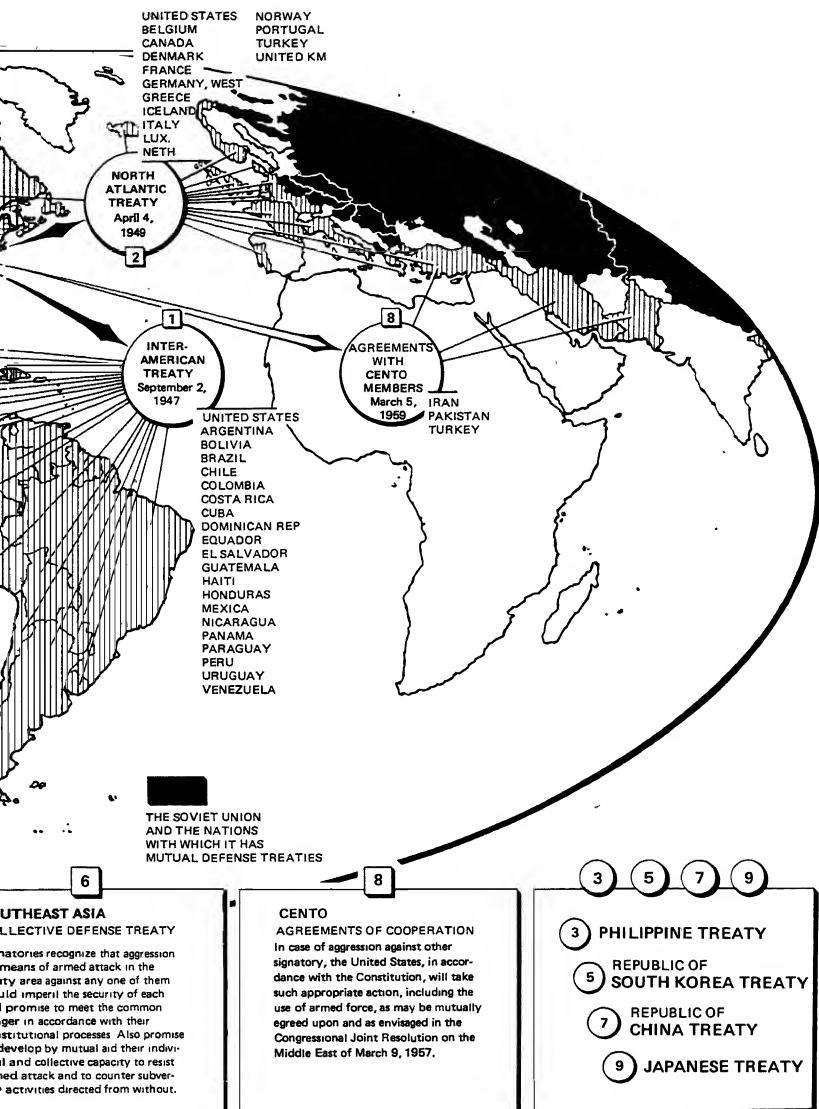 UNITED STATES
BELGIUM
CANADA
DENMARK
FRANCE
GERMANY, WEST
GREECE
ICELAND
ITALY
LUX.
NETH
NORWAY
PORTUGAL
TURKEY
UNITED KM
NORTH
ATLANTIC
TREATY
April 4,
1949
2
1
INTER-
AMERICAN
TREATY
September 2,
1947
8
AGREEMENTS
WITH
CENTO
MEMBERS
March 5,
1959
IRAN
PAKISTAN
TURKEY
UNITED STATES
ARGENTINA
BOLIVIA
BRAZIL
CHILE
COLOMBIA
COSTA RICA
CUBA
DOMINICAN REP
EQUADOR
EL SALVADOR
GUATEMALA
HAITI
HONDURAS
MEXICA
NICARAGUA
PANAMA
PARAGUAY
PERU
URUGUAY
VENEZUELA
THE SOVIET UNION
AND THE NATIONS
WITH WHICH IT HAS
MUTUAL DEFENSE TREATIES
6
UTHEAST ASIA
LLECTIVE DEFENSE TREATY
natories recognize that aggression
means of armed attack in the
ty area against any one of them
uld imperil the security of each
l promise to meet the common
ger in accordance with their
stitutional processes Also promise
develop by mutual aid their indivi-
al and collective capacity to resist
ned attack and to counter subver-
activities directed from without.
8
CENTO
AGREEMENTS OF COOPERATION
In case of aggression against other
signatory, the United States, in accor-
dance with the Constitution, will take
such appropriate action, including the
use of armed force, as may be mutually
egreed upon and as envisaged in the
Congressional Joint Resolution on the
Middle East of March 9, 1957.
3 5 7 9
3 PHILIPPINE TREATY
5 REPUBLIC OF
SOUTH KOREA TREATY
7 REPUBLIC OF
CHINA TREATY
9 JAPANESE TREATY